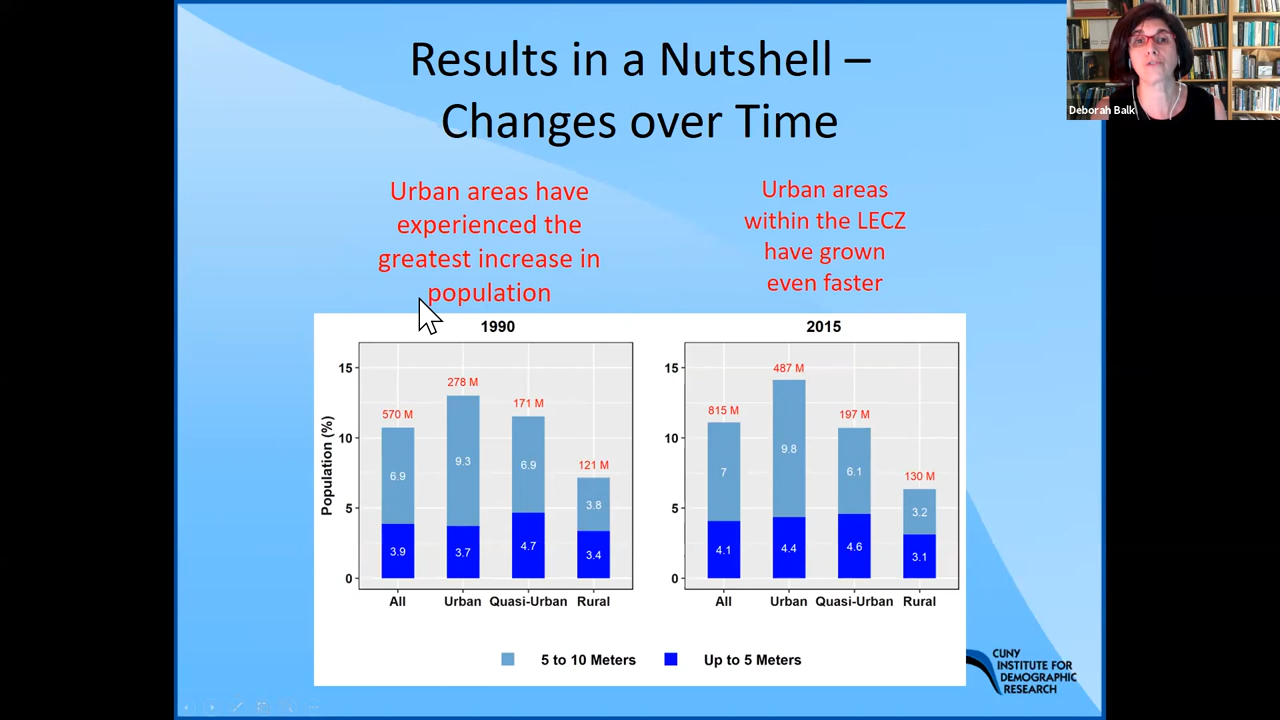 Results in a Nutshell –
Changes over Time
Deborah Balk
Urban areas have
experienced the
greatest increase in
population
Urban areas
within the LECZ
have grown
even faster
1990
2015
Population (%)
15
10
5
0
570 M
278 M
171 M
121 M
6.9
9.3
6.9
3.8
3.9
3.7
4.7
3.4
All
Urban
Quasi-Urban
Rural
15
10
5
0
815 M
487 M
197 M
130 M
7
9.8
6.1
3.2
4.1
4.4
4.6
3.1
All
Urban
Quasi-Urban
Rural
5 to 10 Meters
Up to 5 Meters
CUNY
INSTITUTE FOR
DEMOGRAPHIC
RESEARCH